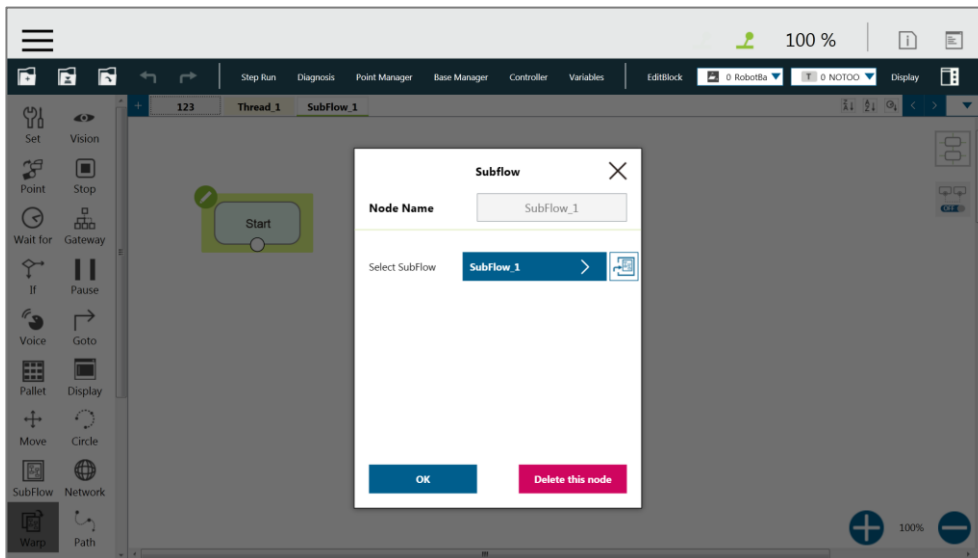 100 %
Step Run Diagnosis Point Manager Base Manager Controller Variables EditBlock 0 RobotBa T 0 NOTOO Display
123 Thread_1 SubFlow_1
Set Vision
Point Stop
Wait for Gateway
If Pause
Voice Goto
Pallet Display
Move Circle
SubFlow Network
Warp Path
Start
Subflow
Node Name SubFlow_1
Select SubFlow SubFlow_1
OK Delete this node
OFF
100%